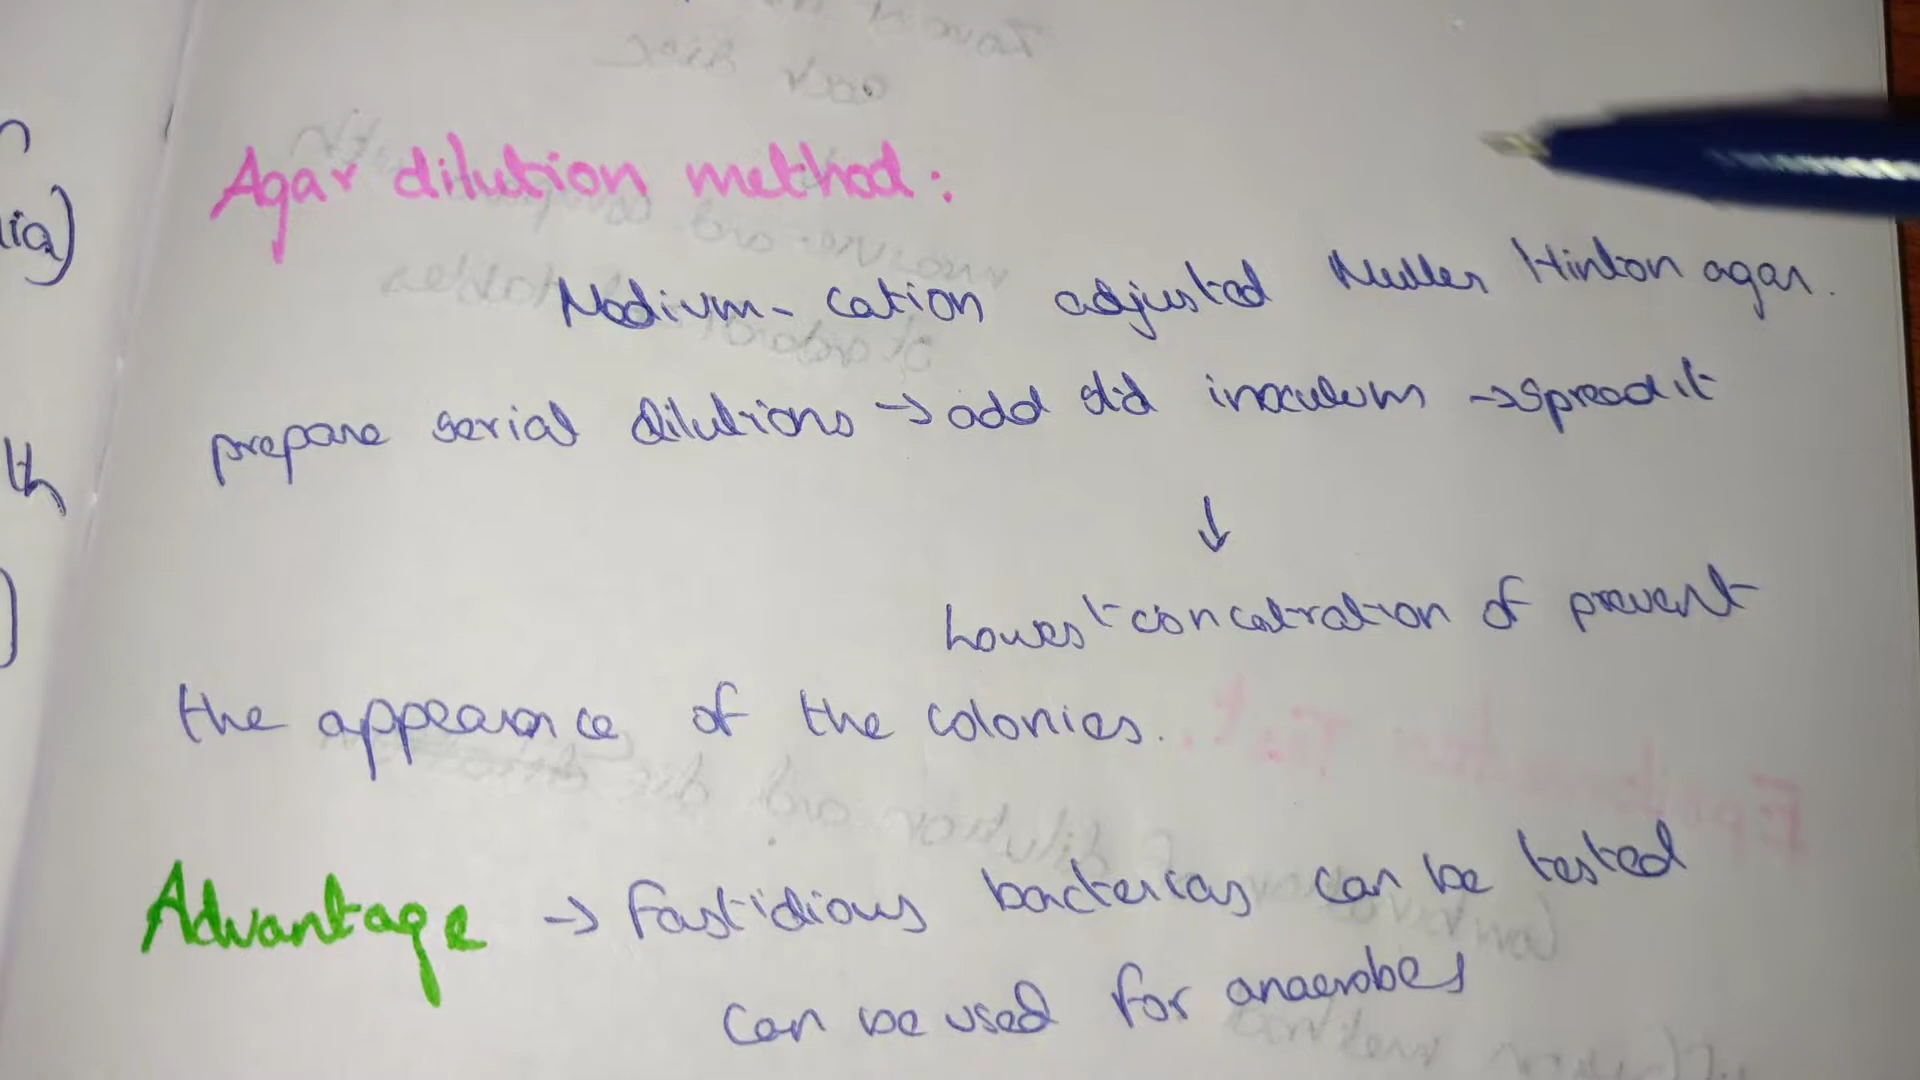 Agar dilution method:
Medium - cation adjusted Muller Hinton agar.
prepare serial dilutions → add std inoculum → spread it
↓
Lowest concatration of prevent
the appearance of the colonies.
Advantage → Fastidious bacterias can be tested
can be used for anaerobes